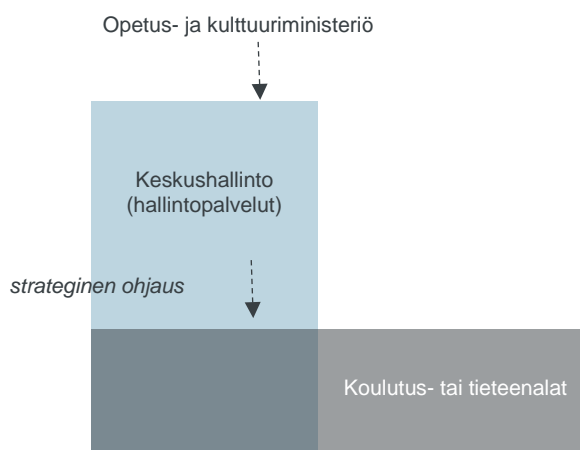 Opetus- ja kulttuuriministeriö
Keskushallinto
(hallintopalvelut)
strateginen ohjaus
Koulutus- tai tieteenalat